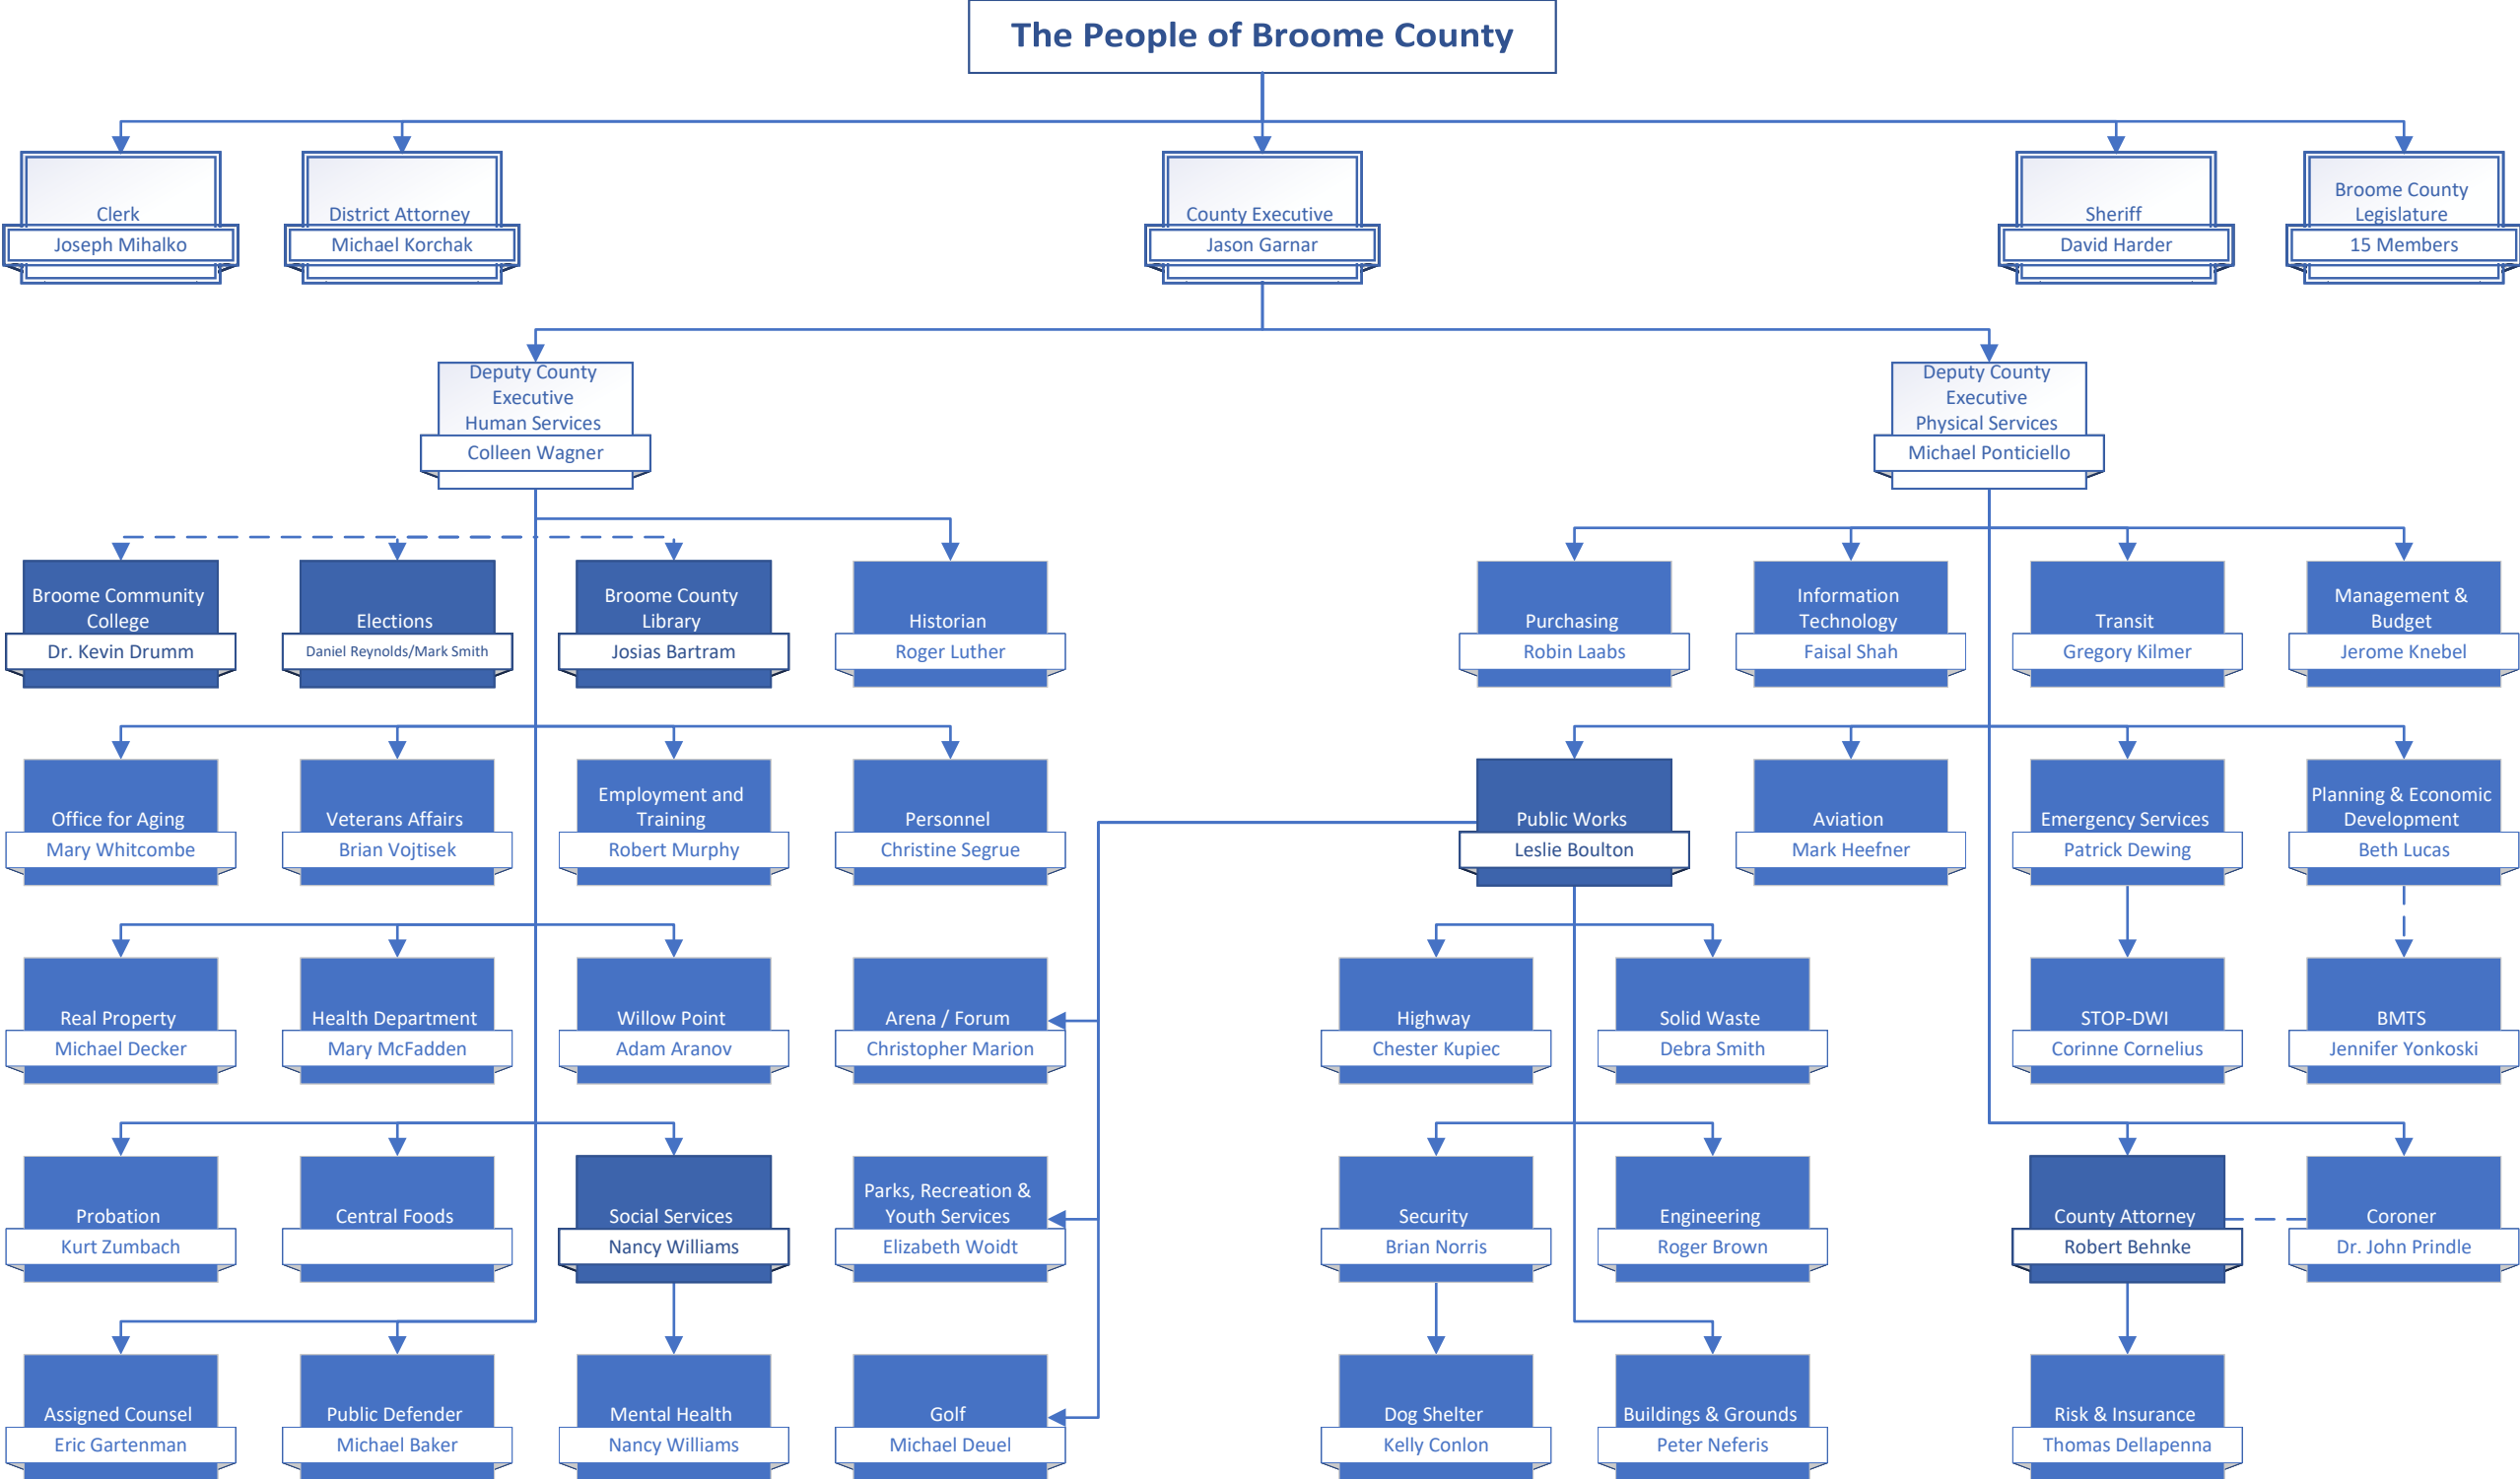 The People of Broome County
Clerk
Joseph Mihalko
District Attorney
Michael Korchak
County Executive
Jason Garnar
Sheriff
David Harder
Broome County
Legislature
15 Members
Deputy County
Executive
Human Services
Colleen Wagner
Deputy County
Executive
Physical Services
Michael Ponticiello
Broome Community
College
Dr. Kevin Drumm
Elections
Daniel Reynolds/Mark Smith
Broome County
Library
Josias Bartram
Historian
Roger Luther
Purchasing
Robin Laabs
Information
Technology
Faisal Shah
Transit
Gregory Kilmer
Management &
Budget
Jerome Knebel
Office for Aging
Mary Whitcombe
Veterans Affairs
Brian Vojtisek
Employment and
Training
Robert Murphy
Personnel
Christine Segrue
Public Works
Leslie Boulton
Aviation
Mark Heefner
Emergency Services
Patrick Dewing
Planning & Economic
Development
Beth Lucas
Real Property
Michael Decker
Health Department
Mary McFadden
Willow Point
Adam Aranov
Arena / Forum
Christopher Marion
Highway
Chester Kupiec
Solid Waste
Debra Smith
STOP-DWI
Corinne Cornelius
BMTS
Jennifer Yonkoski
Probation
Kurt Zumbach
Central Foods
Social Services
Nancy Williams
Parks, Recreation &
Youth Services
Elizabeth Woidt
Security
Brian Norris
Engineering
Roger Brown
County Attorney
Robert Behnke
Coroner
Dr. John Prindle
Assigned Counsel
Eric Gartenman
Public Defender
Michael Baker
Mental Health
Nancy Williams
Golf
Michael Deuel
Dog Shelter
Kelly Conlon
Buildings & Grounds
Peter Neferis
Risk & Insurance
Thomas Dellapenna